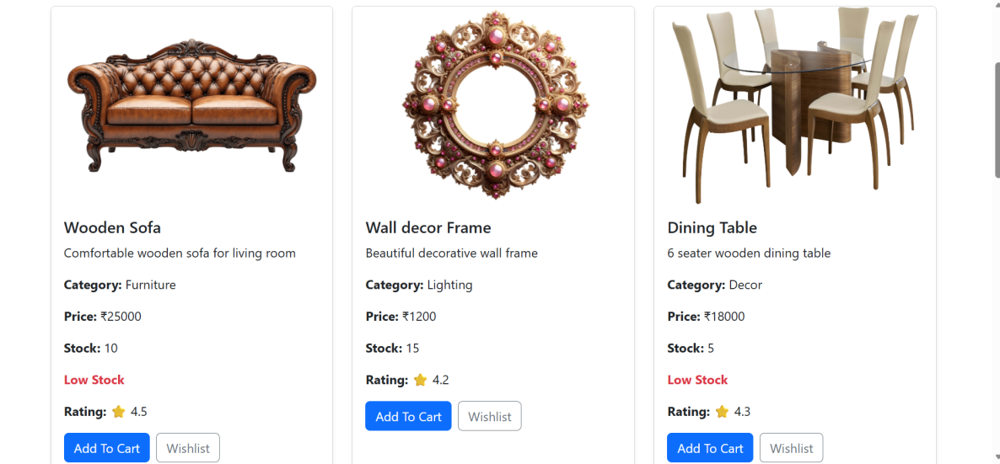 Wooden Sofa
Comfortable wooden sofa for living room
Category: Furniture
Price: ₹25000
Stock: 10
Low Stock
Rating: ⭐ 4.5
Add To Cart
Wishlist
Wall decor Frame
Beautiful decorative wall frame
Category: Lighting
Price: ₹1200
Stock: 15
Rating: ⭐ 4.2
Add To Cart
Wishlist
Dining Table
6 seater wooden dining table
Category: Decor
Price: ₹18000
Stock: 5
Low Stock
Rating: ⭐ 4.3
Add To Cart
Wishlist